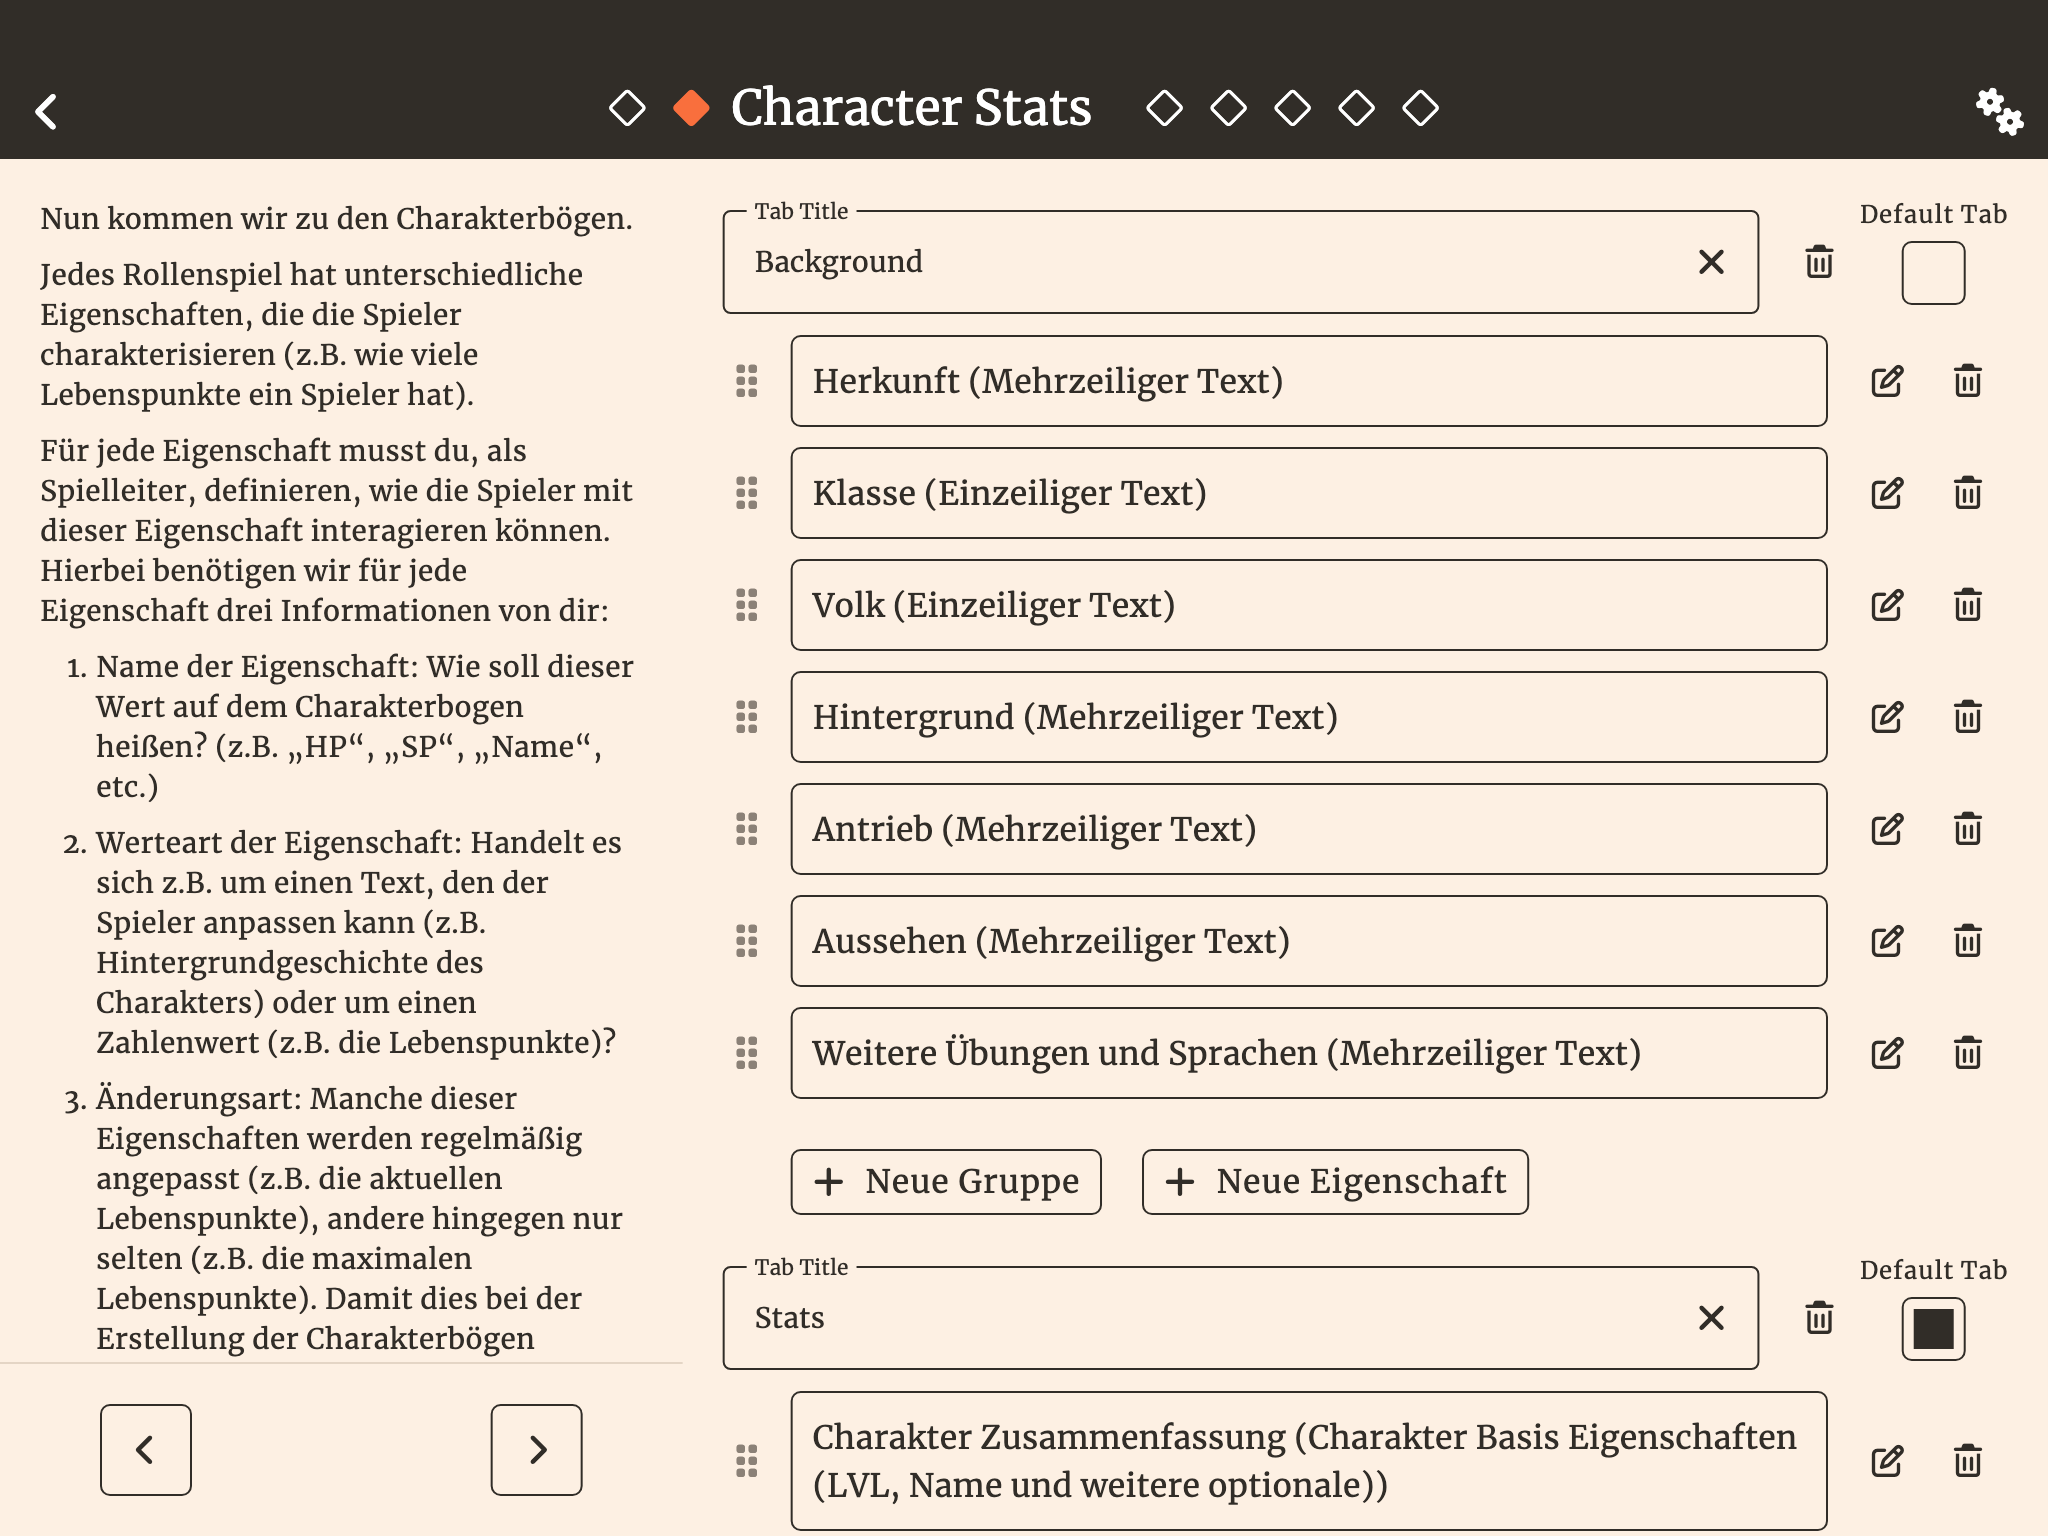 Character Stats
Nun kommen wir zu den Charakterbögen.
Jedes Rollenspiel hat unterschiedliche
Eigenschaften, die die Spieler
charakterisieren (z.B. wie viele
Lebenspunkte ein Spieler hat).
Für jede Eigenschaft musst du, als
Spielleiter, definieren, wie die Spieler mit
dieser Eigenschaft interagieren können.
Hierbei benötigen wir für jede
Eigenschaft drei Informationen von dir:
1. Name der Eigenschaft: Wie soll dieser
Wert auf dem Charakterbogen
heißen? (z.B. „HP“, „SP“, „Name“,
etc.)
2. Werteart der Eigenschaft: Handelt es
sich z.B. um einen Text, den der
Spieler anpassen kann (z.B.
Hintergrundgeschichte des
Charakters) oder um einen
Zahlenwert (z.B. die Lebenspunkte)?
3. Änderungsart: Manche dieser
Eigenschaften werden regelmäßig
angepasst (z.B. die aktuellen
Lebenspunkte), andere hingegen nur
selten (z.B. die maximalen
Lebenspunkte). Damit dies bei der
Erstellung der Charakterbögen
Tab Title
Background
Default Tab
Herkunft (Mehrzeiliger Text)
Klasse (Einzeiliger Text)
Volk (Einzeiliger Text)
Hintergrund (Mehrzeiliger Text)
Antrieb (Mehrzeiliger Text)
Aussehen (Mehrzeiliger Text)
Weitere Übungen und Sprachen (Mehrzeiliger Text)
Neue Gruppe
Neue Eigenschaft
Tab Title
Stats
Default Tab
Charakter Zusammenfassung (Charakter Basis Eigenschaften
(LVL, Name und weitere optionale))